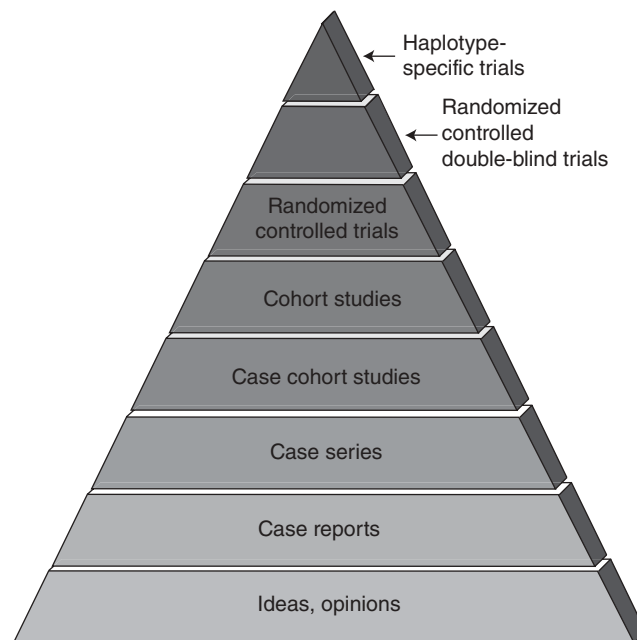 Haplotype-
specific trials
Randomized
controlled
double-blind trials
Randomized
controlled trials
Cohort studies
Case cohort studies
Case series
Case reports
Ideas, opinions